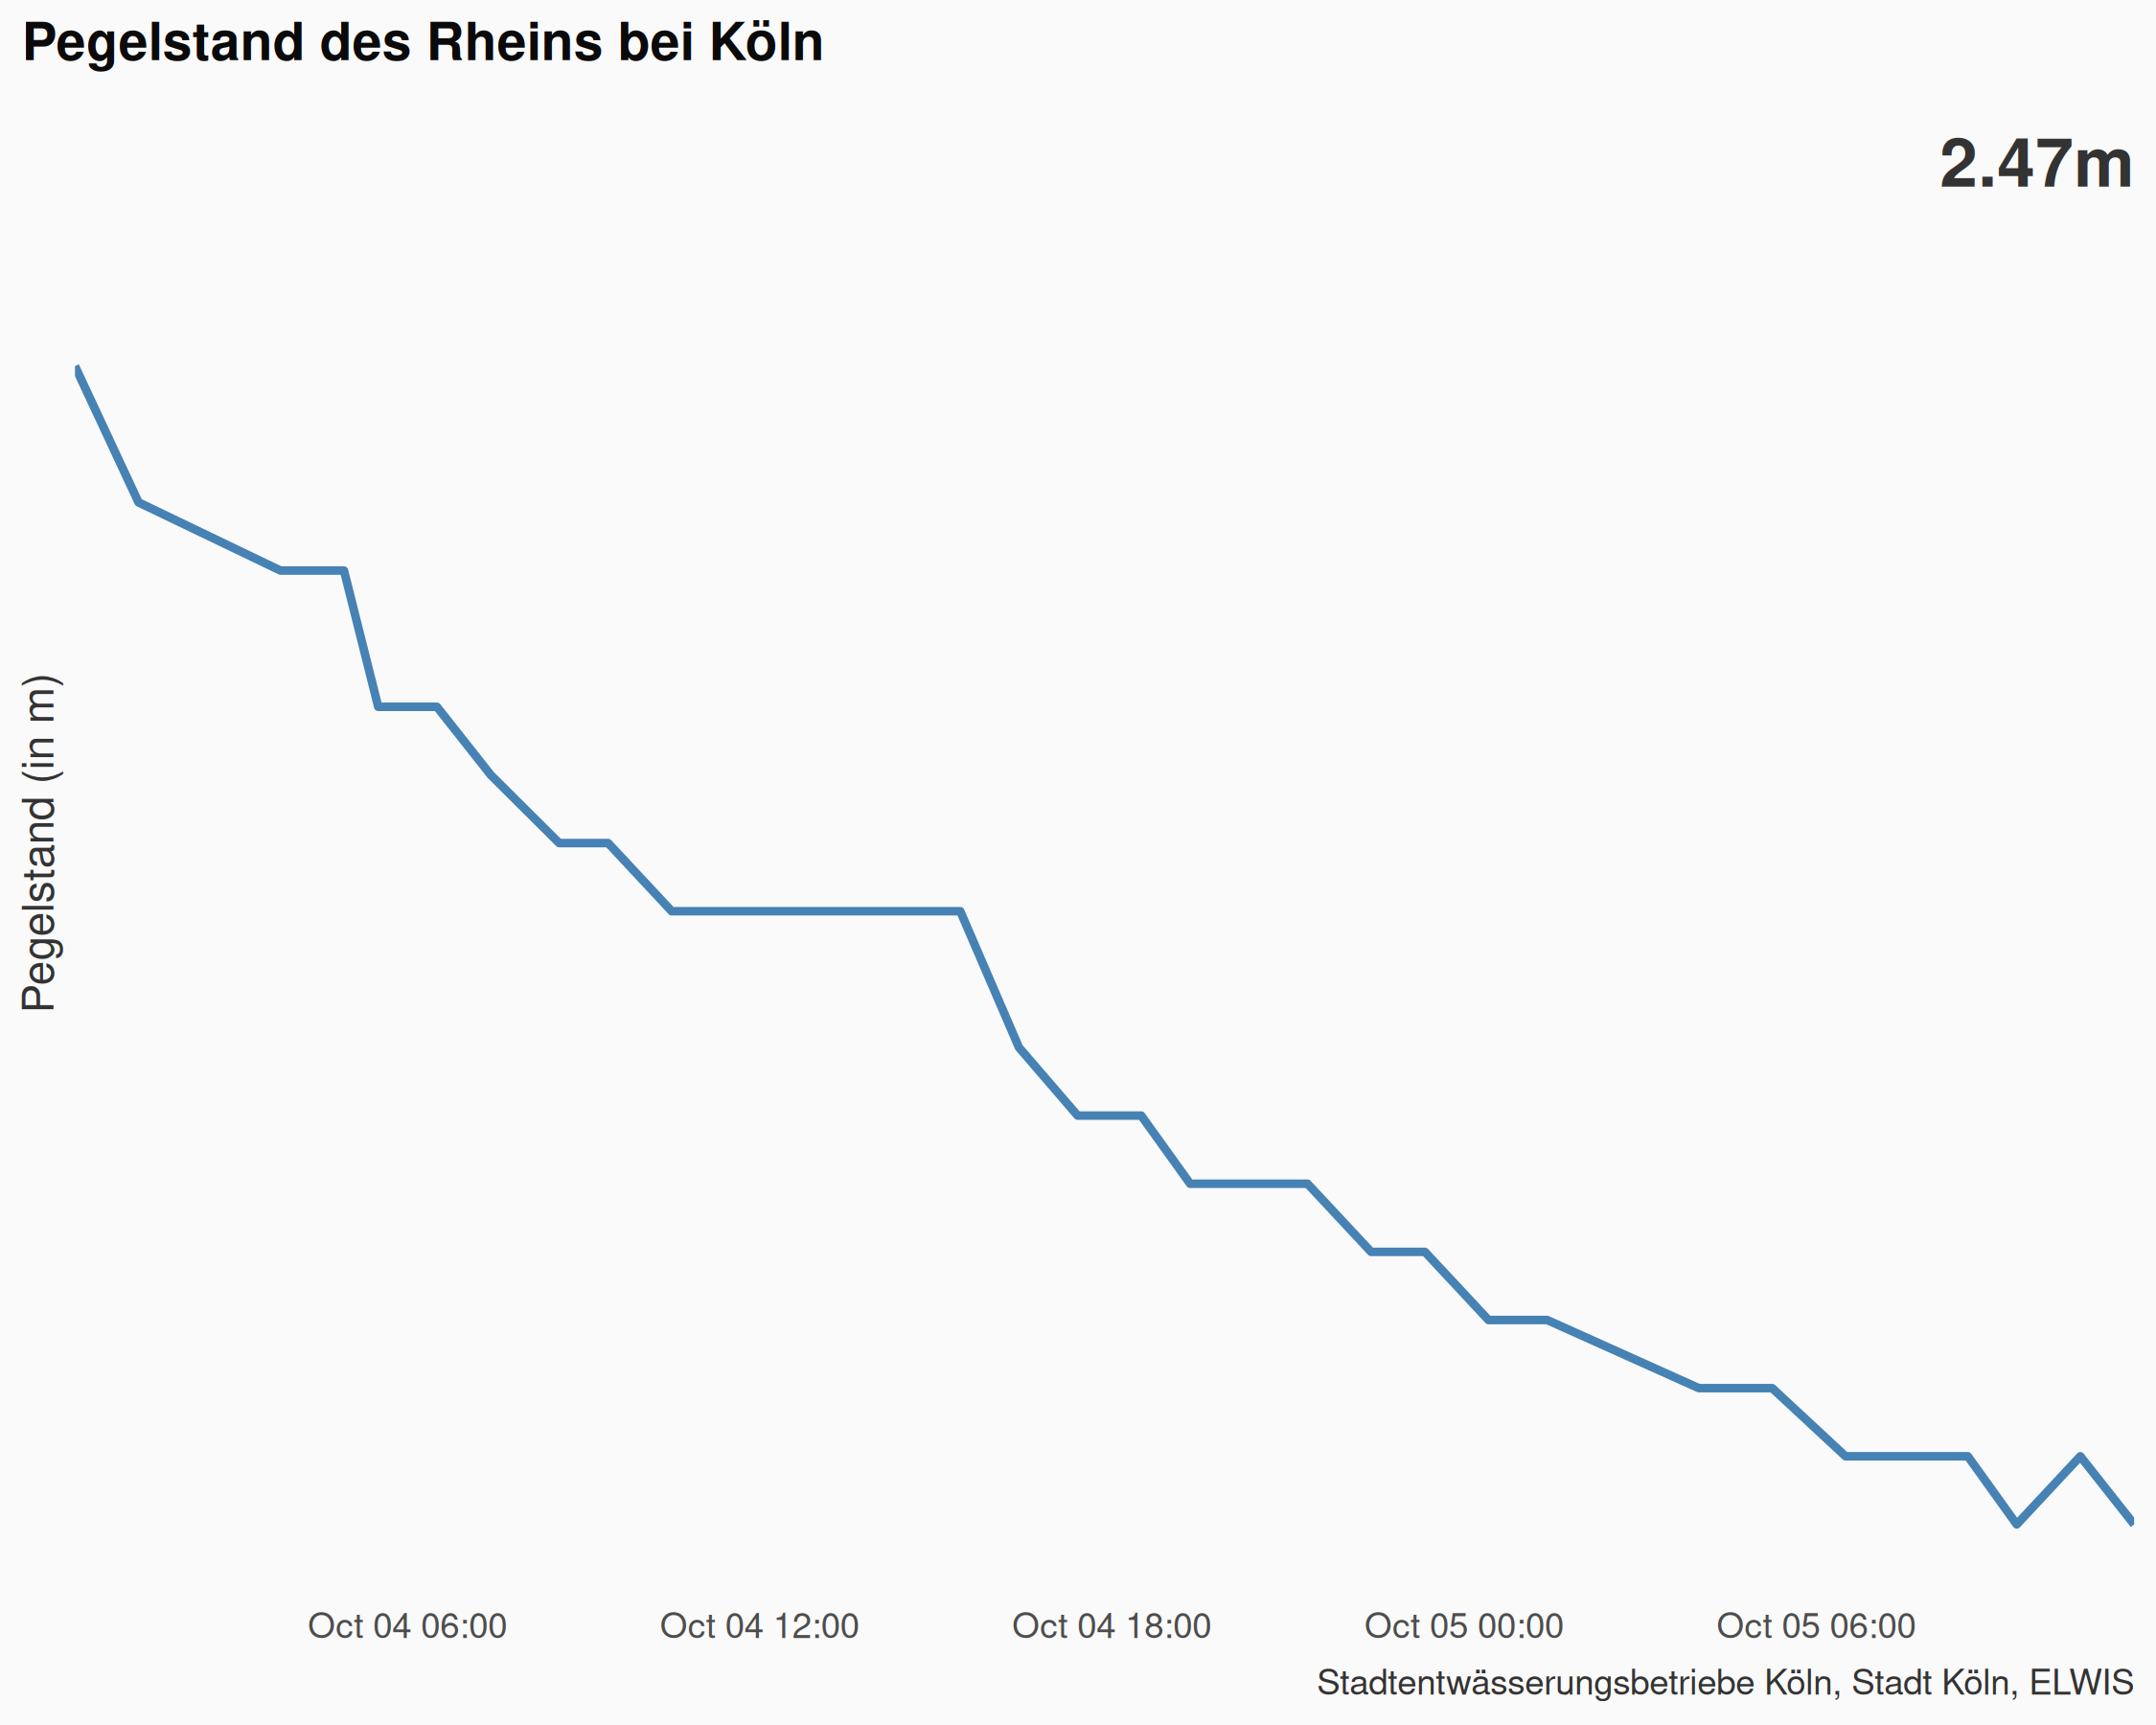 Pegelstand des Rheins bei Köln
2.47m
Pegelstand (in m)
Oct 04 06:00 Oct 04 12:00 Oct 04 18:00 Oct 05 00:00 Oct 05 06:00
Stadtentwässerungsbetriebe Köln, Stadt Köln, ELWIS